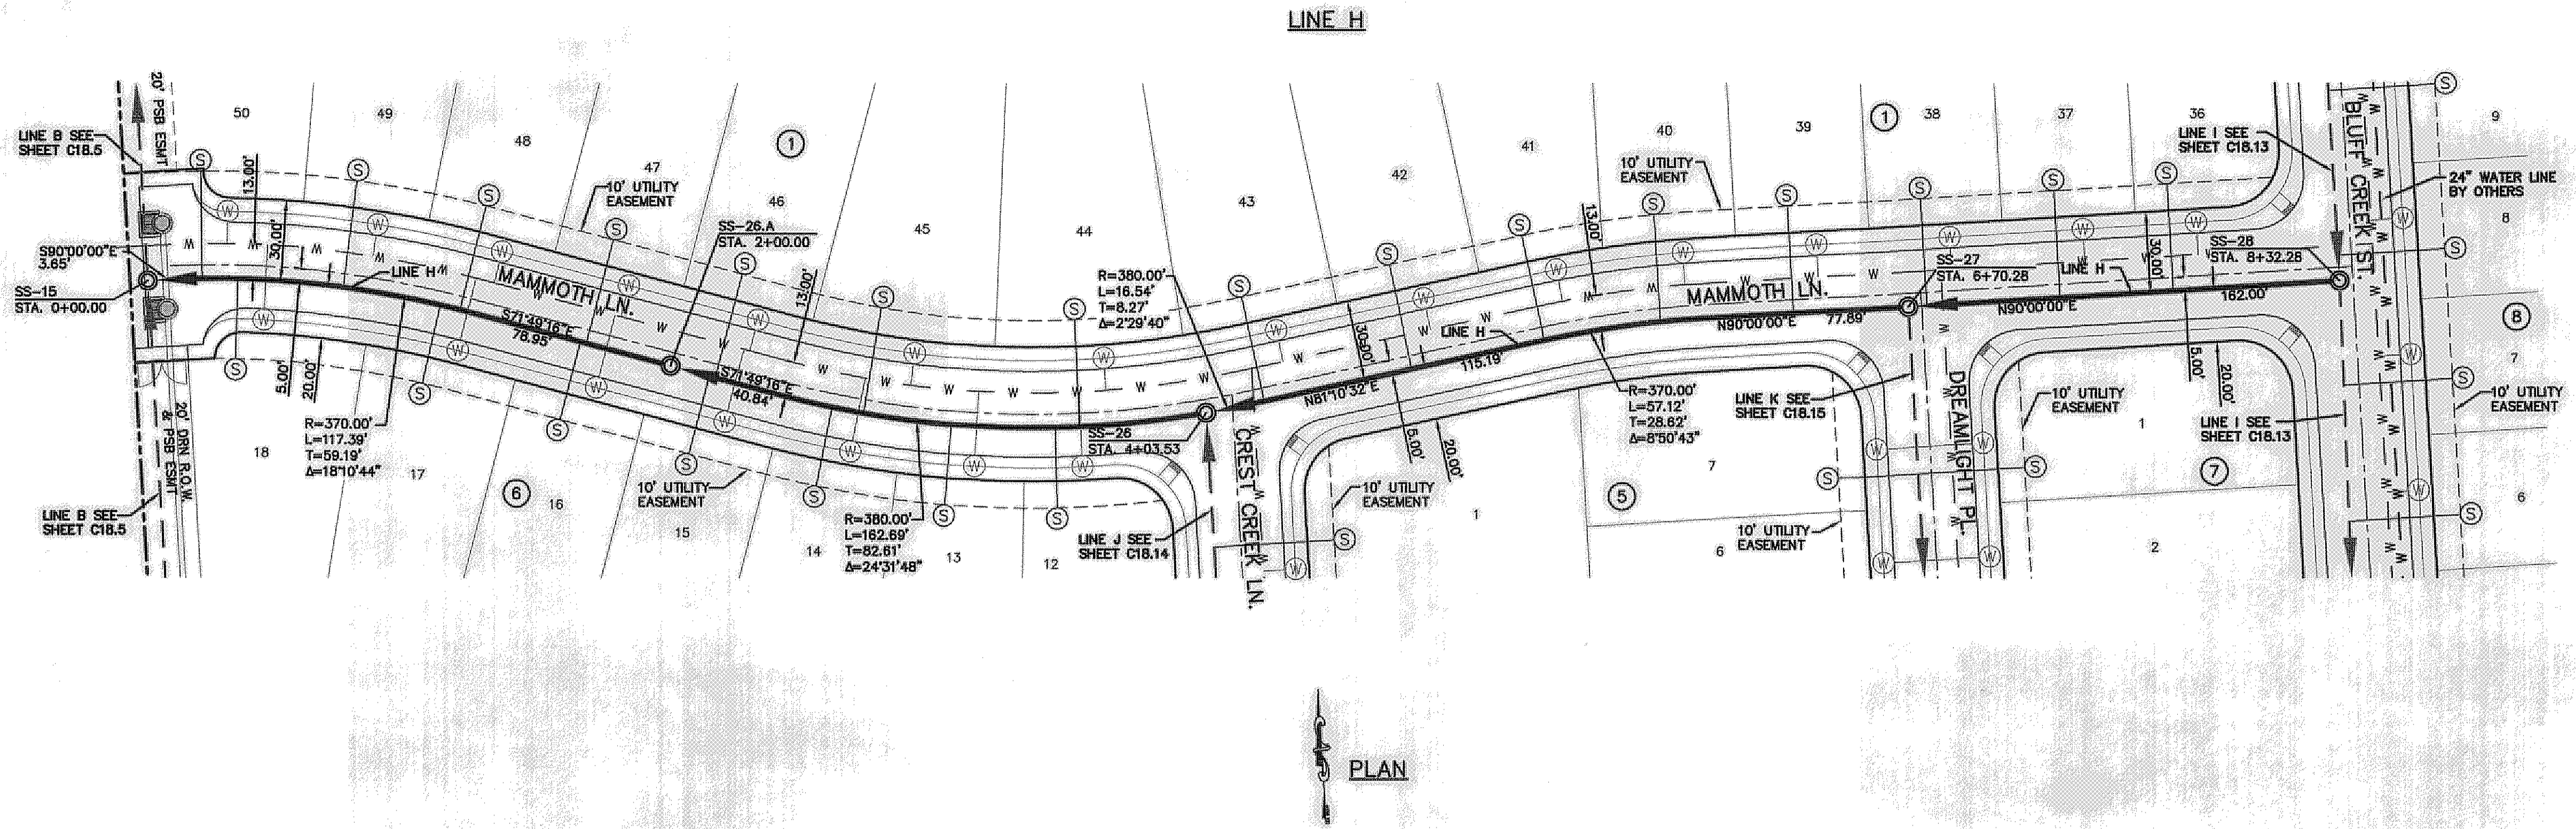 LINE H
20' PSB ESMT
LINE B SEE
SHEET C18.5
50
49
48
47
46
45
44
43
42
41
40
39
38
37
36
1
1
9
8
13.00'
30.00'
10' UTILITY
EASEMENT
SS-26.A
STA. 2+00.00
S90°00'00"E
3.65'
SS-15
STA. 0+00.00
LINE H
MAMMOTH LN.
S71°49'16"E
78.95'
13.00'
S71°49'16"E
40.84'
5.00'
20.00'
R=370.00'
L=117.39'
T=59.19'
Δ=18°10'44"
20' DRN R.O.W.
& PSB ESMT
LINE B SEE
SHEET C18.5
18
17
6
16
15
14
13
12
10' UTILITY
EASEMENT
R=380.00'
L=162.69'
T=82.61'
Δ=24°31'48"
SS-26
STA. 4+03.53
R=380.00'
L=16.54'
T=8.27'
Δ=2°29'40"
LINE J SEE
SHEET C18.14
CREST CREEK LN.
10' UTILITY
EASEMENT
30.00'
LINE H
N81°10'32"E
115.19'
5.00'
20.00'
1
10' UTILITY
EASEMENT
13.00'
MAMMOTH LN.
N90°00'00"E
77.89'
R=370.00'
L=57.12'
T=28.62'
Δ=8°50'43"
5
7
6
SS-27
STA. 6+70.28
LINE K SEE
SHEET C18.15
10' UTILITY
EASEMENT
DREAMLIGHT PL.
10' UTILITY
EASEMENT
LINE H
30.00'
N90°00'00"E
162.00'
5.00'
20.00'
SS-28
STA. 8+32.28
LINE I SEE
SHEET C18.13
BLUFF CREEK ST.
24" WATER LINE
BY OTHERS
LINE I SEE
SHEET C18.13
1
7
2
8
7
10' UTILITY
EASEMENT
6
PLAN